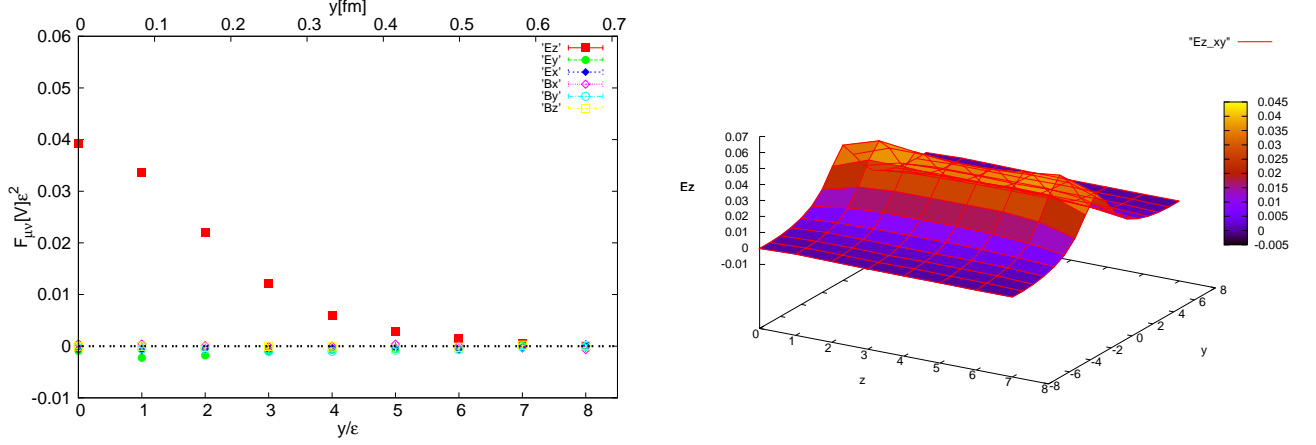 y[fm]
0 0.1 0.2 0.3 0.4 0.5 0.6 0.7
0.06
0.05
0.04
0.03
0.02
0.01
0
-0.01
F_{μν}[V]ε^2
'Ez'
'Ey'
'Ex'
'Bx'
'By'
'Bz'
0 1 2 3 4 5 6 7 8
y/ε
"Ez_xy"
0.045
0.04
0.035
0.03
0.025
0.02
0.015
0.01
0.005
0
-0.005
0.07
0.06
0.05
0.04
0.03
0.02
0.01
0
-0.01
Ez
0 1 2 3 4 5 6 7 8
z
-8 -6 -4 -2 0 2 4 6 8
y